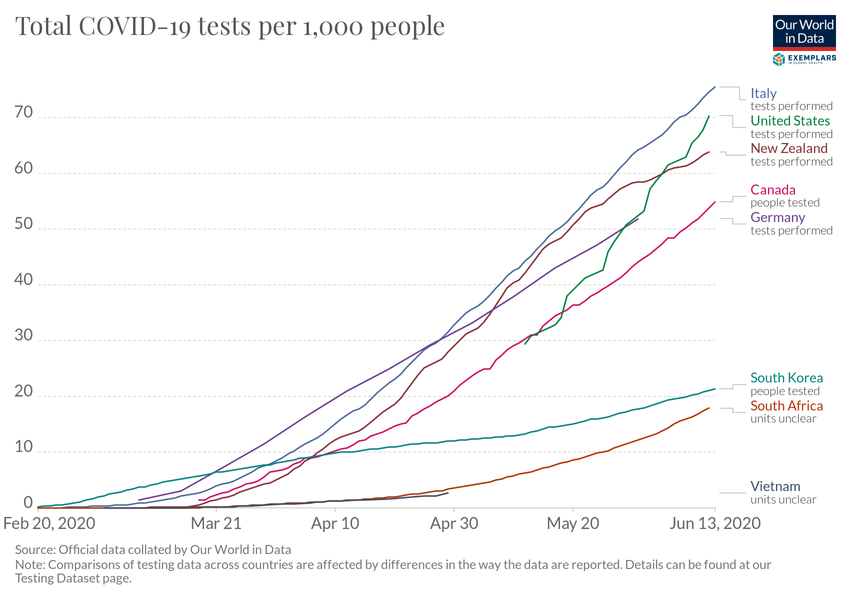 Total COVID-19 tests per 1,000 people
Our World
in Data
EXEMPLARS
IN GLOBAL HEALTH
70
60
50
40
30
20
10
0
Italy
tests performed
United States
tests performed
New Zealand
tests performed
Canada
people tested
Germany
tests performed
South Korea
people tested
South Africa
units unclear
Vietnam
units unclear
Feb 20, 2020
Mar 21
Apr 10
Apr 30
May 20
Jun 13, 2020
Source: Official data collated by Our World in Data
Note: Comparisons of testing data across countries are affected by differences in the way the data are reported. Details can be found at our
Testing Dataset page.